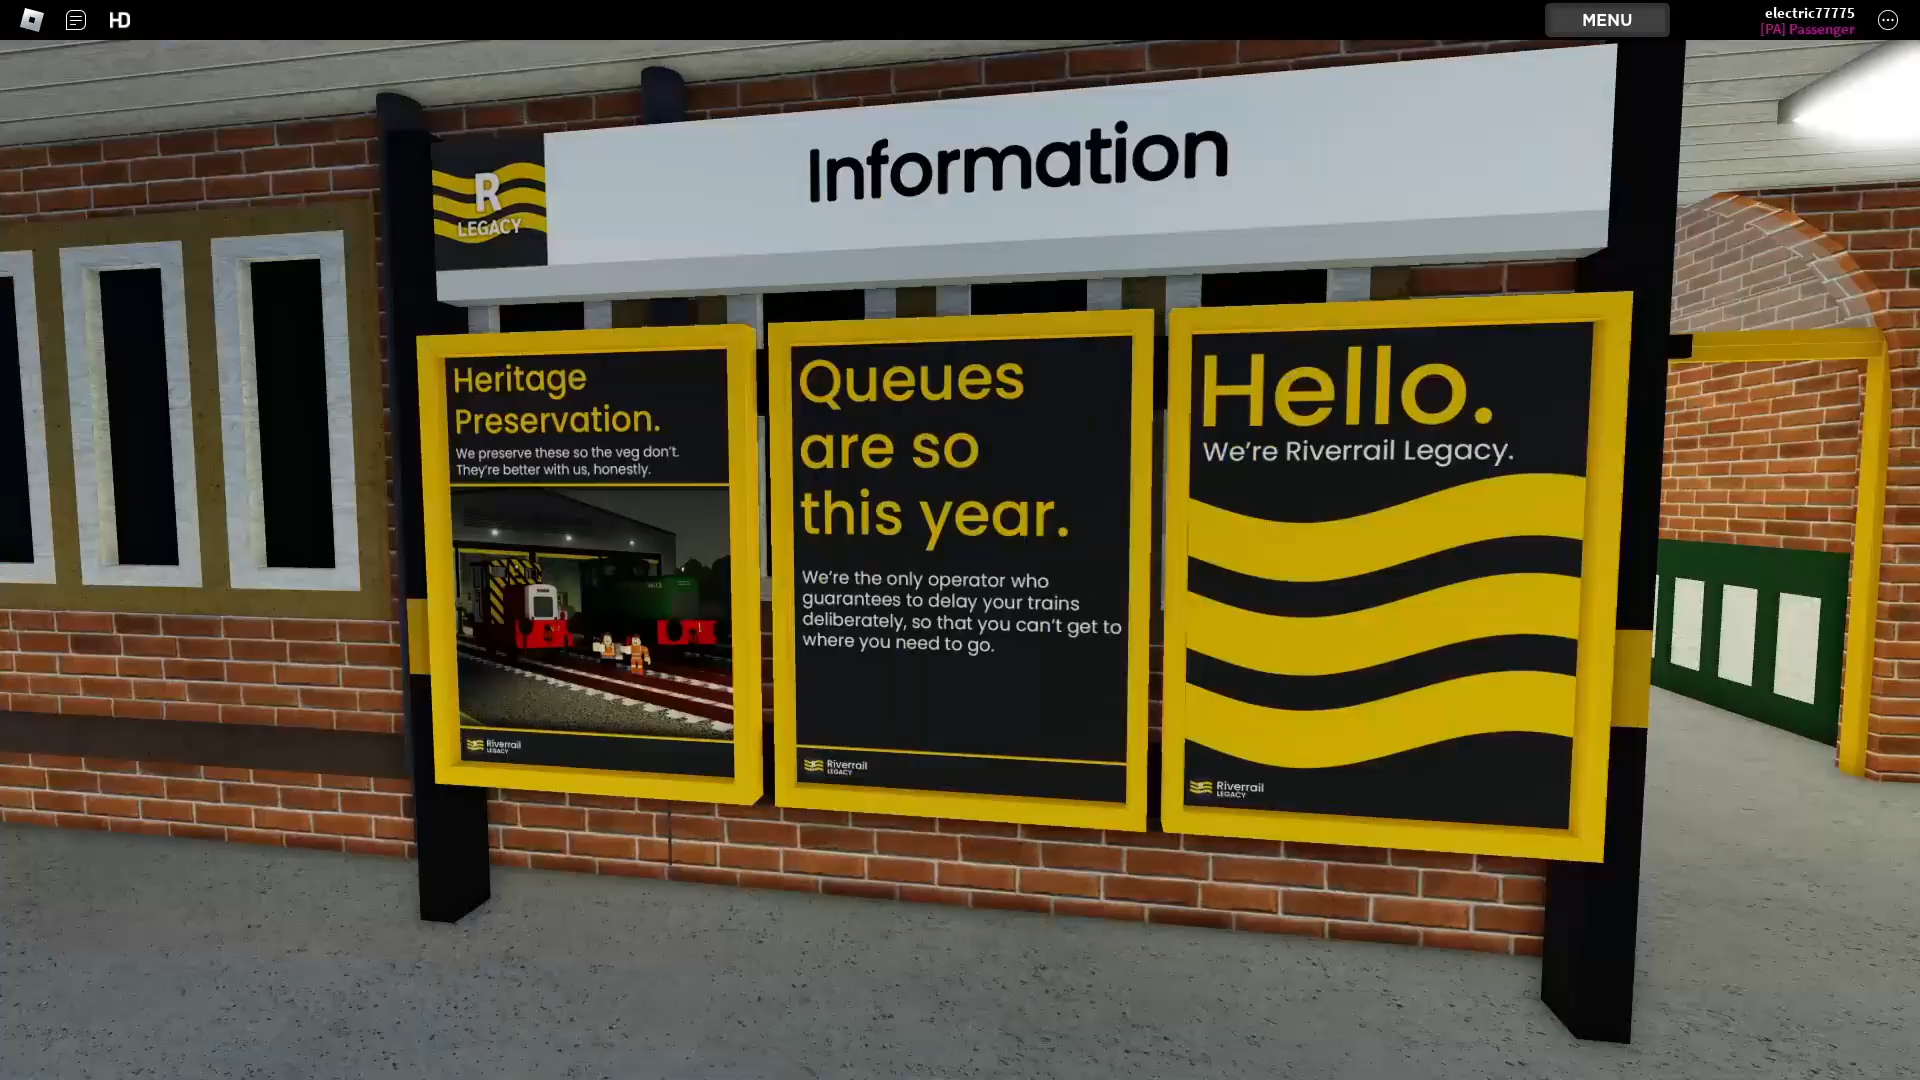 HD
MENU
electric77775
[PA] Passenger
R
LEGACY
Information
Heritage
Preservation.
We preserve these so the veg don't.
They're better with us, honestly.
Riverrail
LEGACY
Queues
are so
this year.
We're the only operator who
guarantees to delay your trains
deliberately, so that you can't get to
where you need to go.
Riverrail
LEGACY
Hello.
We're Riverrail Legacy.
Riverrail
LEGACY